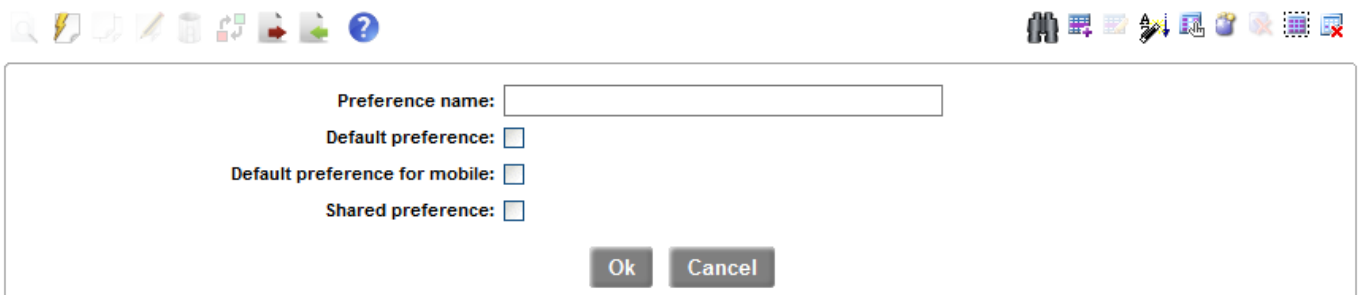 Preference name:
Default preference:
Default preference for mobile:
Shared preference:
Ok Cancel